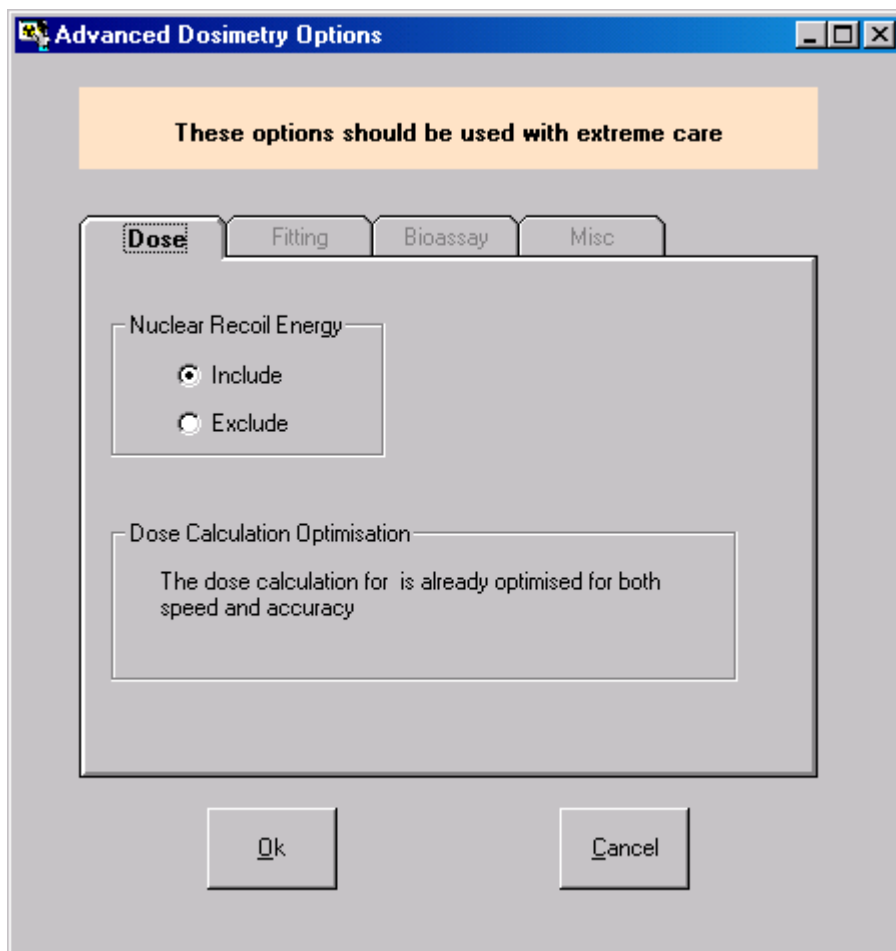 Advanced Dosimetry Options
These options should be used with extreme care
Dose Fitting Bioassay Misc
Nuclear Recoil Energy
Include
Exclude
Dose Calculation Optimisation
The dose calculation for is already optimised for both
speed and accuracy
Ok Cancel